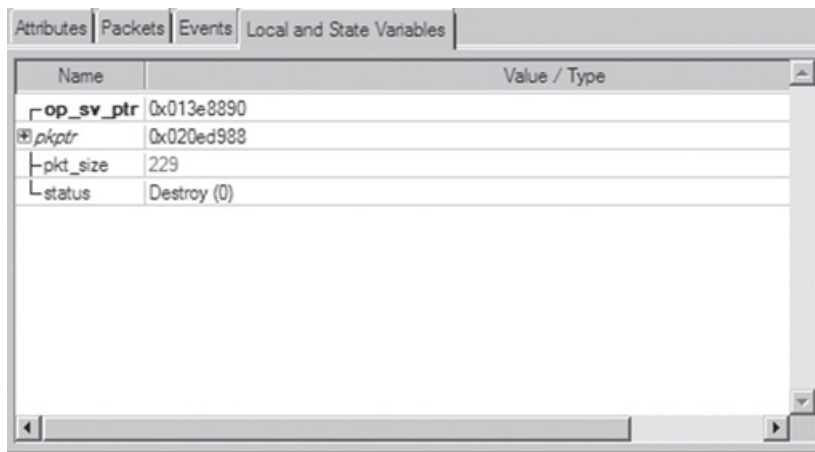 Attributes Packets Events Local and State Variables
Name Value / Type
op_sv_ptr 0x013e8890
pkptr 0x020ed988
pkt_size 229
status Destroy (0)